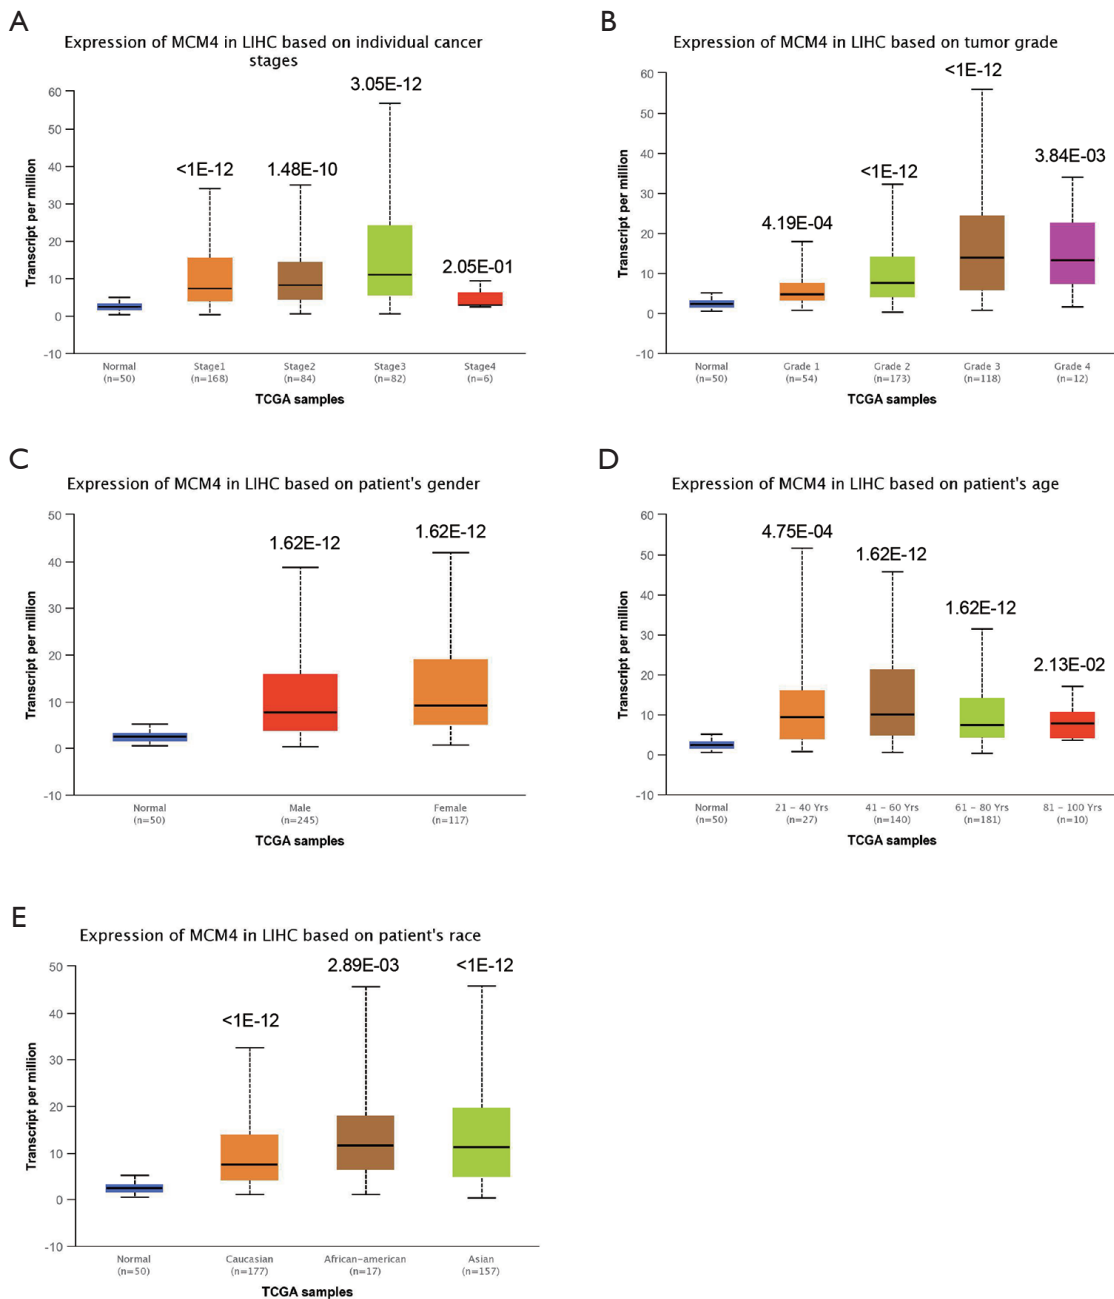 A
Expression of MCM4 in LIHC based on individual cancer
stages
60
50
40
30
20
10
0
-10
Transcript per million
<1E-12
1.48E-10
3.05E-12
2.05E-01
Normal
(n=50)
Stage1
(n=168)
Stage2
(n=84)
Stage3
(n=82)
Stage4
(n=6)
TCGA samples
B
Expression of MCM4 in LIHC based on tumor grade
60
50
40
30
20
10
0
-10
Transcript per million
4.19E-04
<1E-12
<1E-12
3.84E-03
Normal
(n=50)
Grade 1
(n=54)
Grade 2
(n=173)
Grade 3
(n=118)
Grade 4
(n=12)
TCGA samples
C
Expression of MCM4 in LIHC based on patient's gender
50
40
30
20
10
0
-10
Transcript per million
1.62E-12
1.62E-12
Normal
(n=50)
Male
(n=245)
Female
(n=117)
TCGA samples
D
Expression of MCM4 in LIHC based on patient's age
60
50
40
30
20
10
0
-10
Transcript per million
4.75E-04
1.62E-12
1.62E-12
2.13E-02
Normal
(n=50)
21 - 40 Yrs
(n=27)
41 - 60 Yrs
(n=140)
61 - 80 Yrs
(n=181)
81 - 100 Yrs
(n=10)
TCGA samples
E
Expression of MCM4 in LIHC based on patient's race
50
40
30
20
10
0
-10
Transcript per million
<1E-12
2.89E-03
<1E-12
Normal
(n=50)
Caucasian
(n=177)
African-american
(n=17)
Asian
(n=157)
TCGA samples